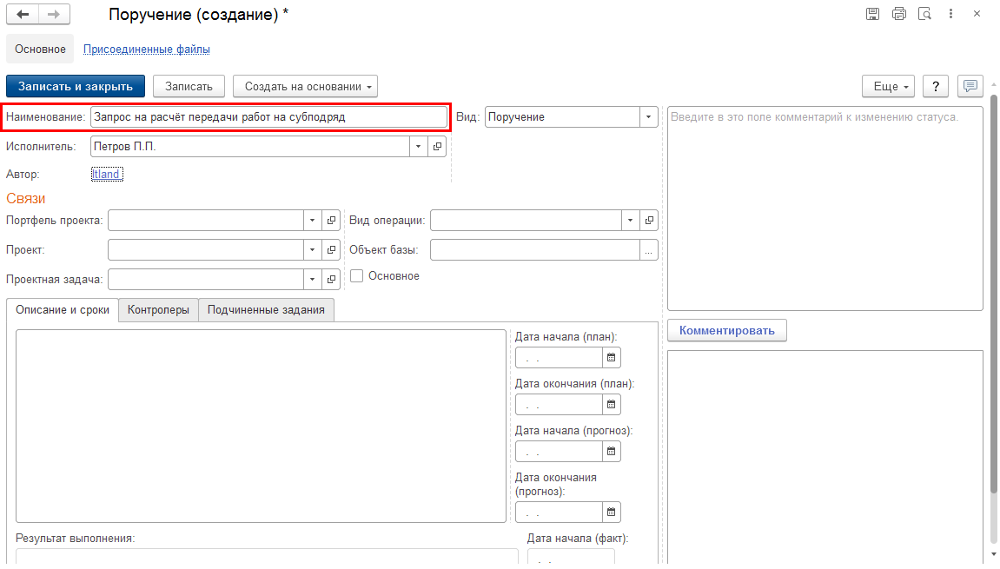 Поручение (создание) *
Основное Присоединенные файлы
Записать и закрыть Записать Создать на основании Еще ?
Наименование: Запрос на расчёт передачи работ на субподряд Вид: Поручение
Введите в это поле комментарий к изменению статуса.
Исполнитель: Петров П.П.
Автор: Itland
Связи
Портфель проекта: Вид операции:
Проект: Объект базы: ...
Проектная задача: Основное
Описание и сроки Контролеры Подчиненные задания
Комментировать
Дата начала (план):
. .
Дата окончания (план):
. .
Дата начала (прогноз):
. .
Дата окончания
(прогноз):
. .
Результат выполнения: Дата начала (факт):
. .